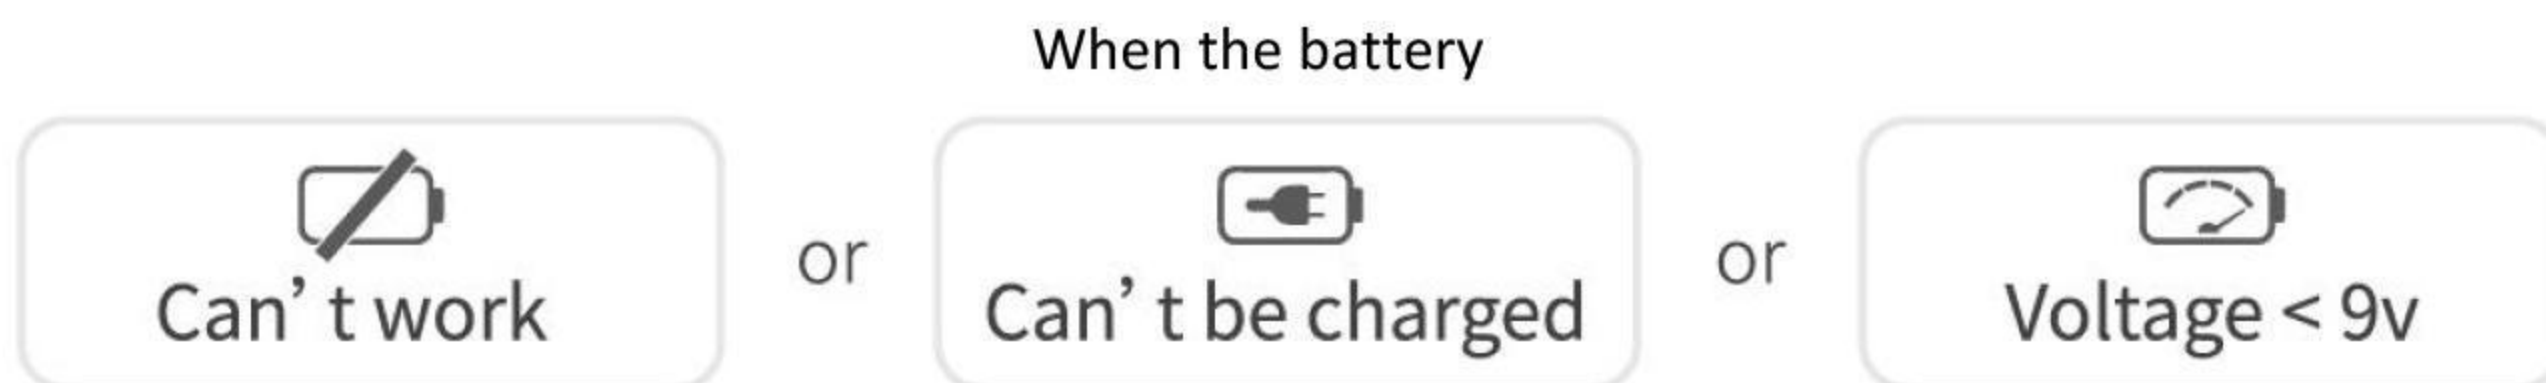 When the battery
Can't work
or
Can't be charged
or
Voltage < 9v